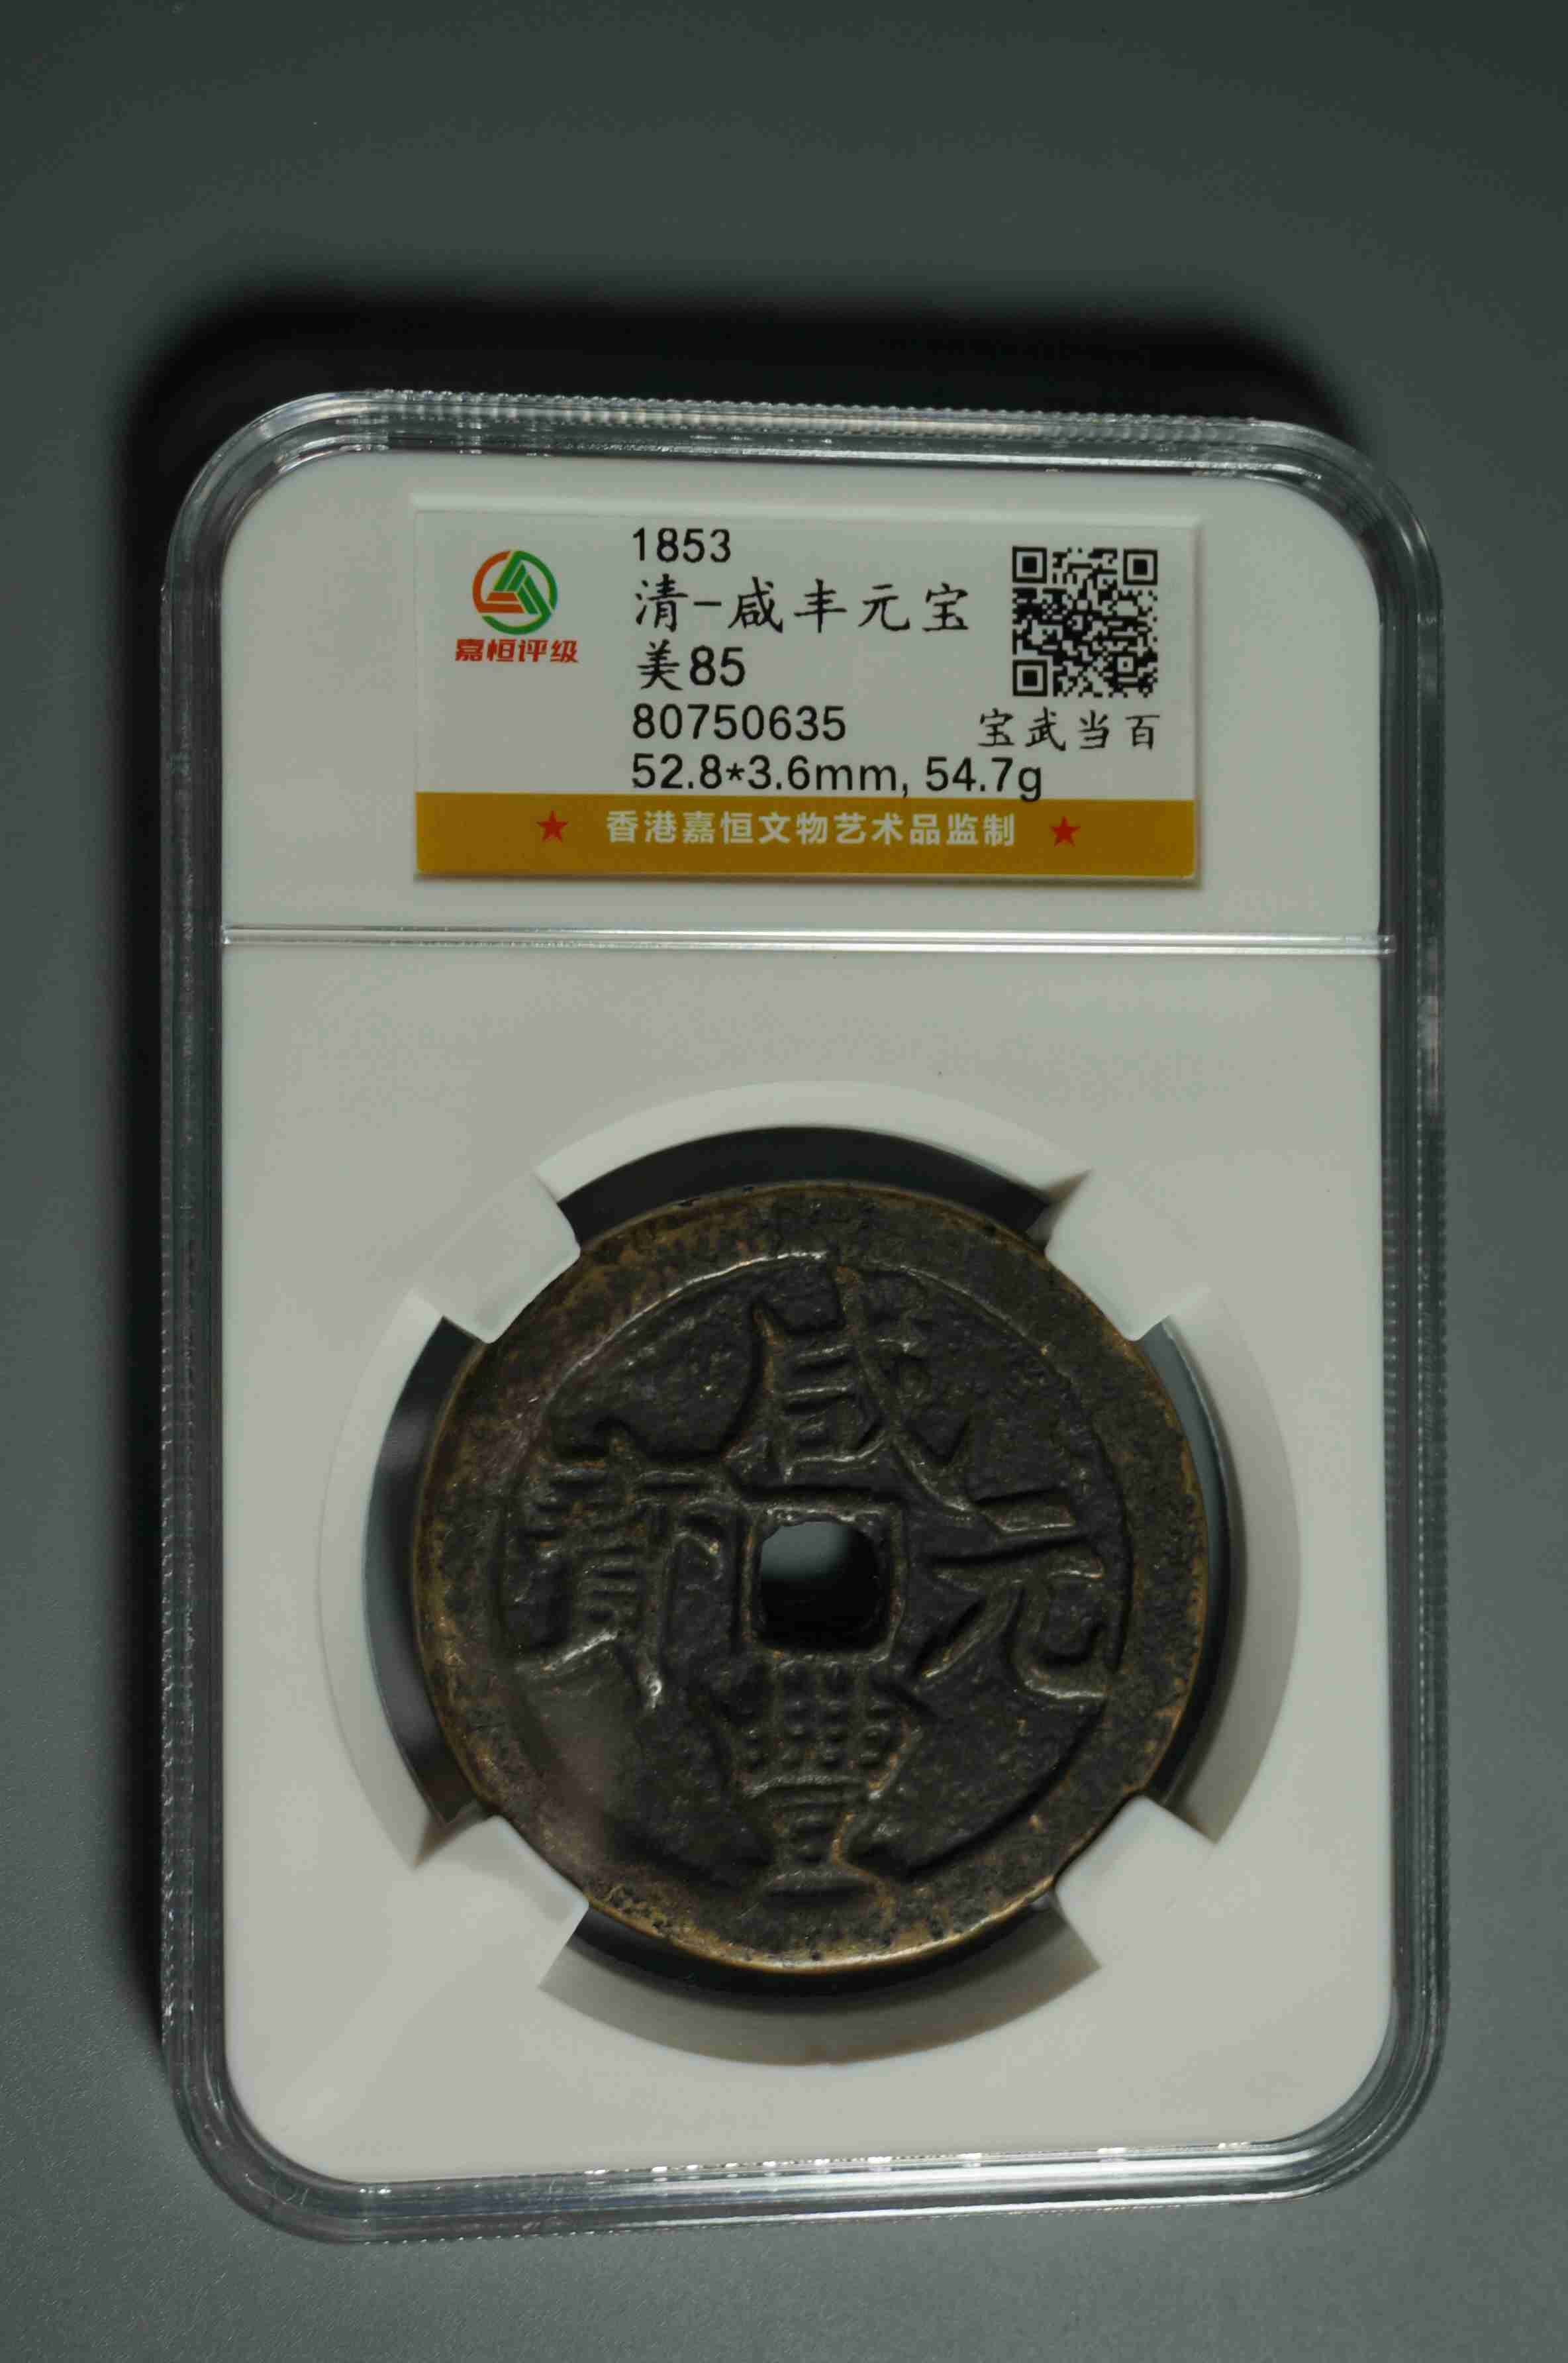 嘉恒评级
1853
清-咸丰元宝
美85
80750635
宝武当百
52.8*3.6mm, 54.7g
★ 香港嘉恒文物艺术品监制 ★
咸
寶 元
豐